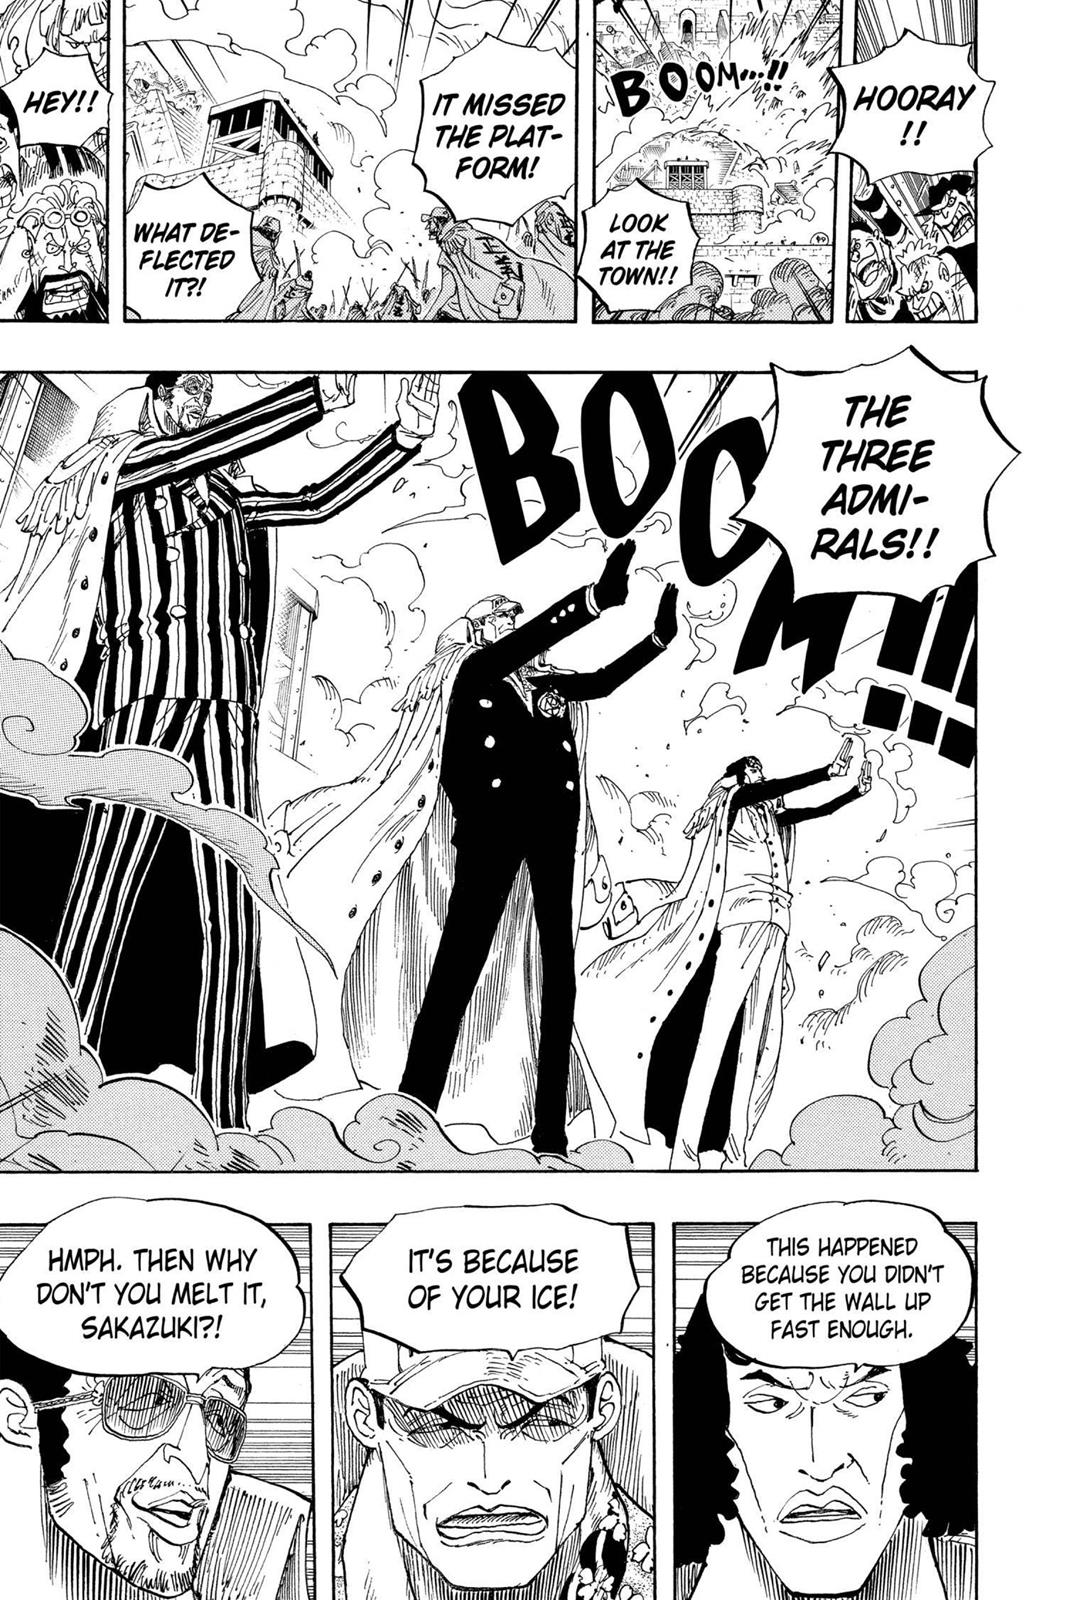 HOORAY
!!
BOOM...!!
LOOK
AT THE
TOWN!!
IT MISSED
THE PLAT-
FORM!
WHAT DE-
FLECTED
IT?!
HEY!!
THE
THREE
ADMI-
RALS!!
BOOM!!!
THIS HAPPENED
BECAUSE YOU DIDN'T
GET THE WALL UP
FAST ENOUGH.
IT'S BECAUSE
OF YOUR ICE!
HMPH. THEN WHY
DON'T YOU MELT IT,
SAKAZUKI?!